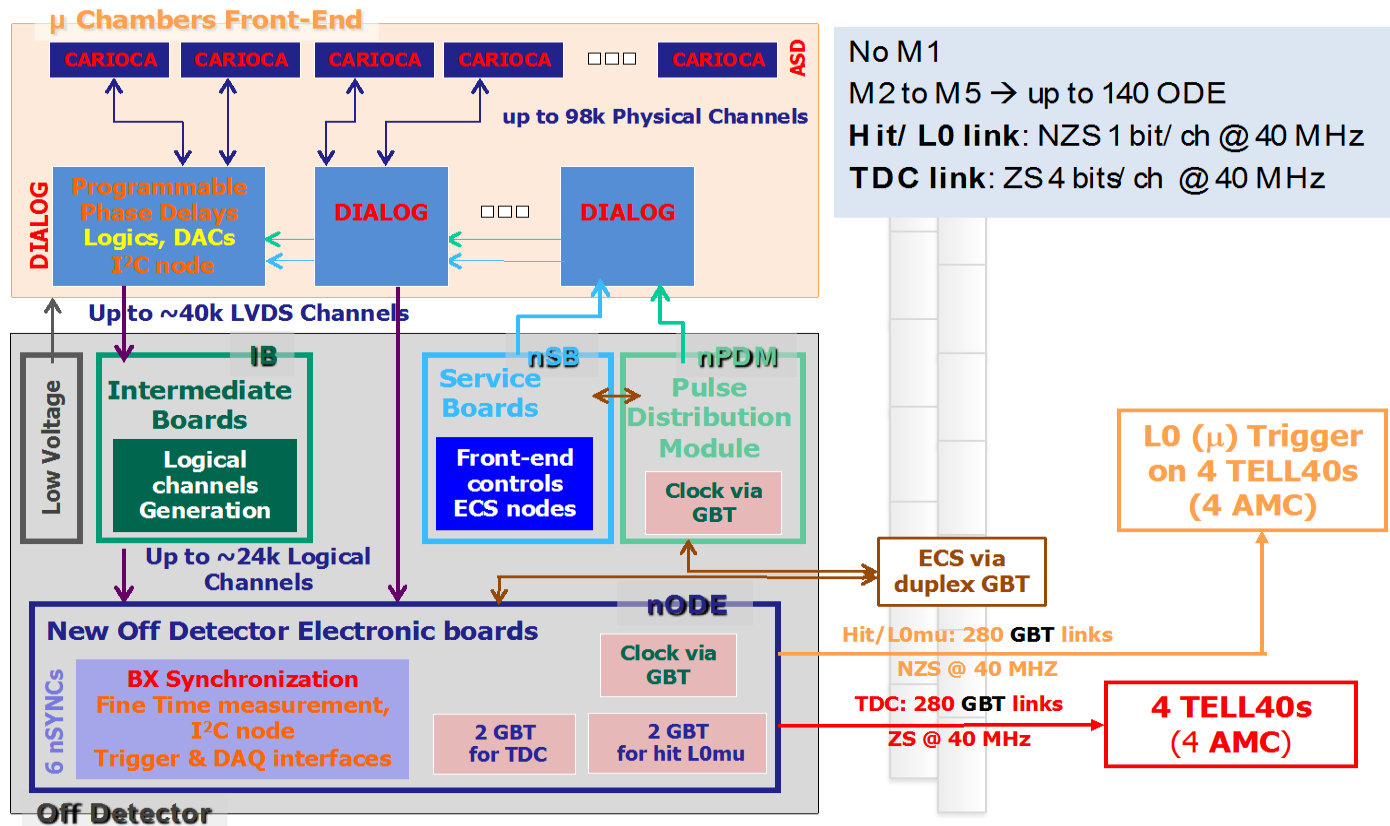 µ Chambers Front-End
CARIOCA
CARIOCA
CARIOCA
CARIOCA
CARIOCA
ASD
up to 98k Physical Channels
DIALOG
Programmable
Phase Delays
Logics, DACs
I²C node
DIALOG
DIALOG
No M1
M2 to M5 → up to 140 ODE
Hit/ L0 link: NZS 1 bit/ ch @ 40 MHz
TDC link: ZS 4 bits/ ch @ 40 MHz
Up to ~40k LVDS Channels
Low Voltage
IB
Intermediate
Boards
Logical
channels
Generation
nSB
Service
Boards
Front-end
controls
ECS nodes
nPDM
Pulse
Distribution
Module
Clock via
GBT
L0 (µ) Trigger
on 4 TELL40s
(4 AMC)
Up to ~24k Logical
Channels
ECS via
duplex GBT
nODE
New Off Detector Electronic boards
6 nSYNCs
BX Synchronization
Fine Time measurement,
I²C node
Trigger & DAQ interfaces
Clock via
GBT
2 GBT
for TDC
2 GBT
for hit L0mu
Hit/L0mu: 280 GBT links
NZS @ 40 MHZ
TDC: 280 GBT links
ZS @ 40 MHz
4 TELL40s
(4 AMC)
Off Detector